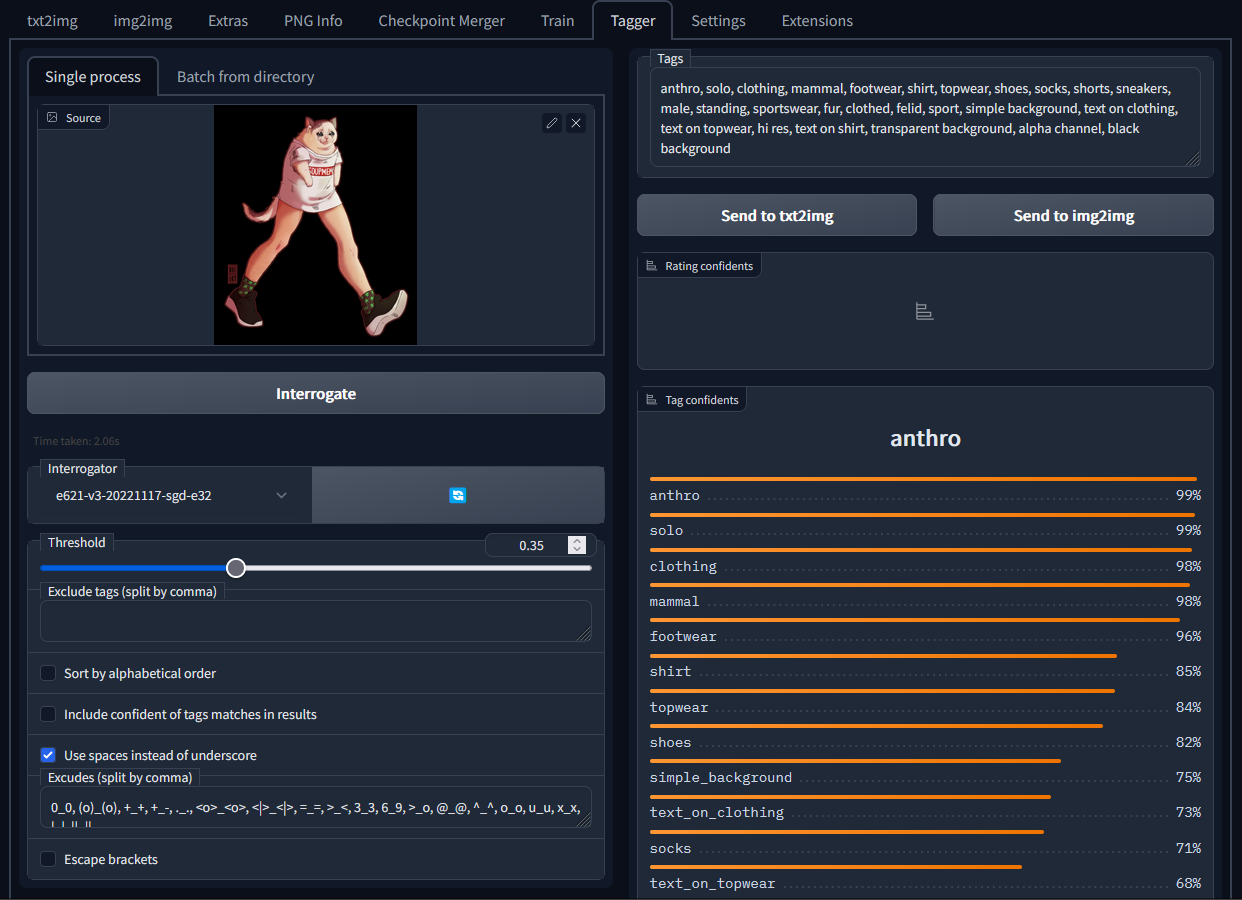 txt2img img2img Extras PNG Info Checkpoint Merger Train Tagger Settings Extensions
Single process Batch from directory
Source
Interrogate
Time taken: 2.06s
Interrogator
e621-v3-20221117-sgd-e32
Threshold
0.35
Exclude tags (split by comma)
Sort by alphabetical order
Include confident of tags matches in results
Use spaces instead of underscore
Excudes (split by comma)
0_0, (o)_(o), +_+, +_-, ._., <o>_<o>, <|>_<|>, =_=, >_<, 3_3, 6_9, >_o, @_@, ^_^, o_o, u_u, x_x,
Escape brackets
Tags
anthro, solo, clothing, mammal, footwear, shirt, topwear, shoes, socks, shorts, sneakers,
male, standing, sportswear, fur, clothed, felid, sport, simple background, text on clothing,
text on topwear, hi res, text on shirt, transparent background, alpha channel, black
background
Send to txt2img Send to img2img
Rating confidents
Tag confidents
anthro
anthro 99%
solo 99%
clothing 98%
mammal 98%
footwear 96%
shirt 85%
topwear 84%
shoes 82%
simple_background 75%
text_on_clothing 73%
socks 71%
text_on_topwear 68%